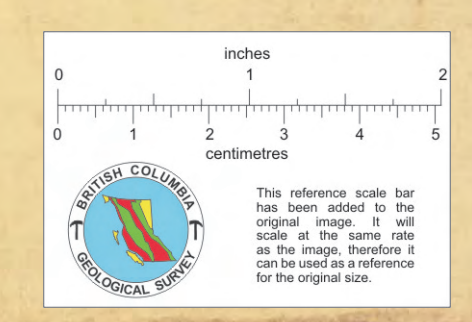 inches
0 1 2
0 1 2 3 4 5
centimetres
BRITISH COLUMBIA
GEOLOGICAL SURVEY
This reference scale bar
has been added to the
original image. It will
scale at the same rate
as the image, therefore it
can be used as a reference
for the original size.